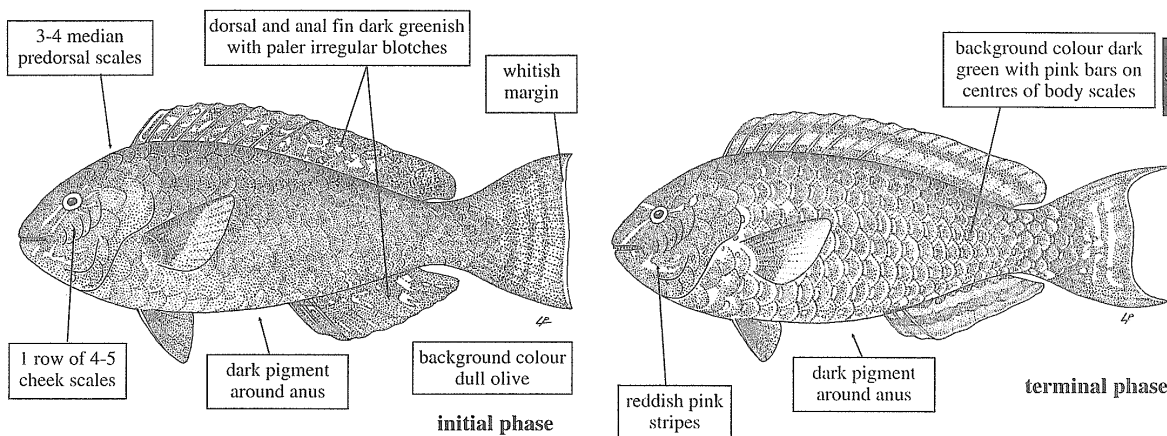 3-4 median
predorsal scales
dorsal and anal fin dark greenish
with paler irregular blotches
whitish
margin
1 row of 4-5
cheek scales
dark pigment
around anus
background colour
dull olive
initial phase
background colour dark
green with pink bars on
centres of body scales
reddish pink
stripes
dark pigment
around anus
terminal phase